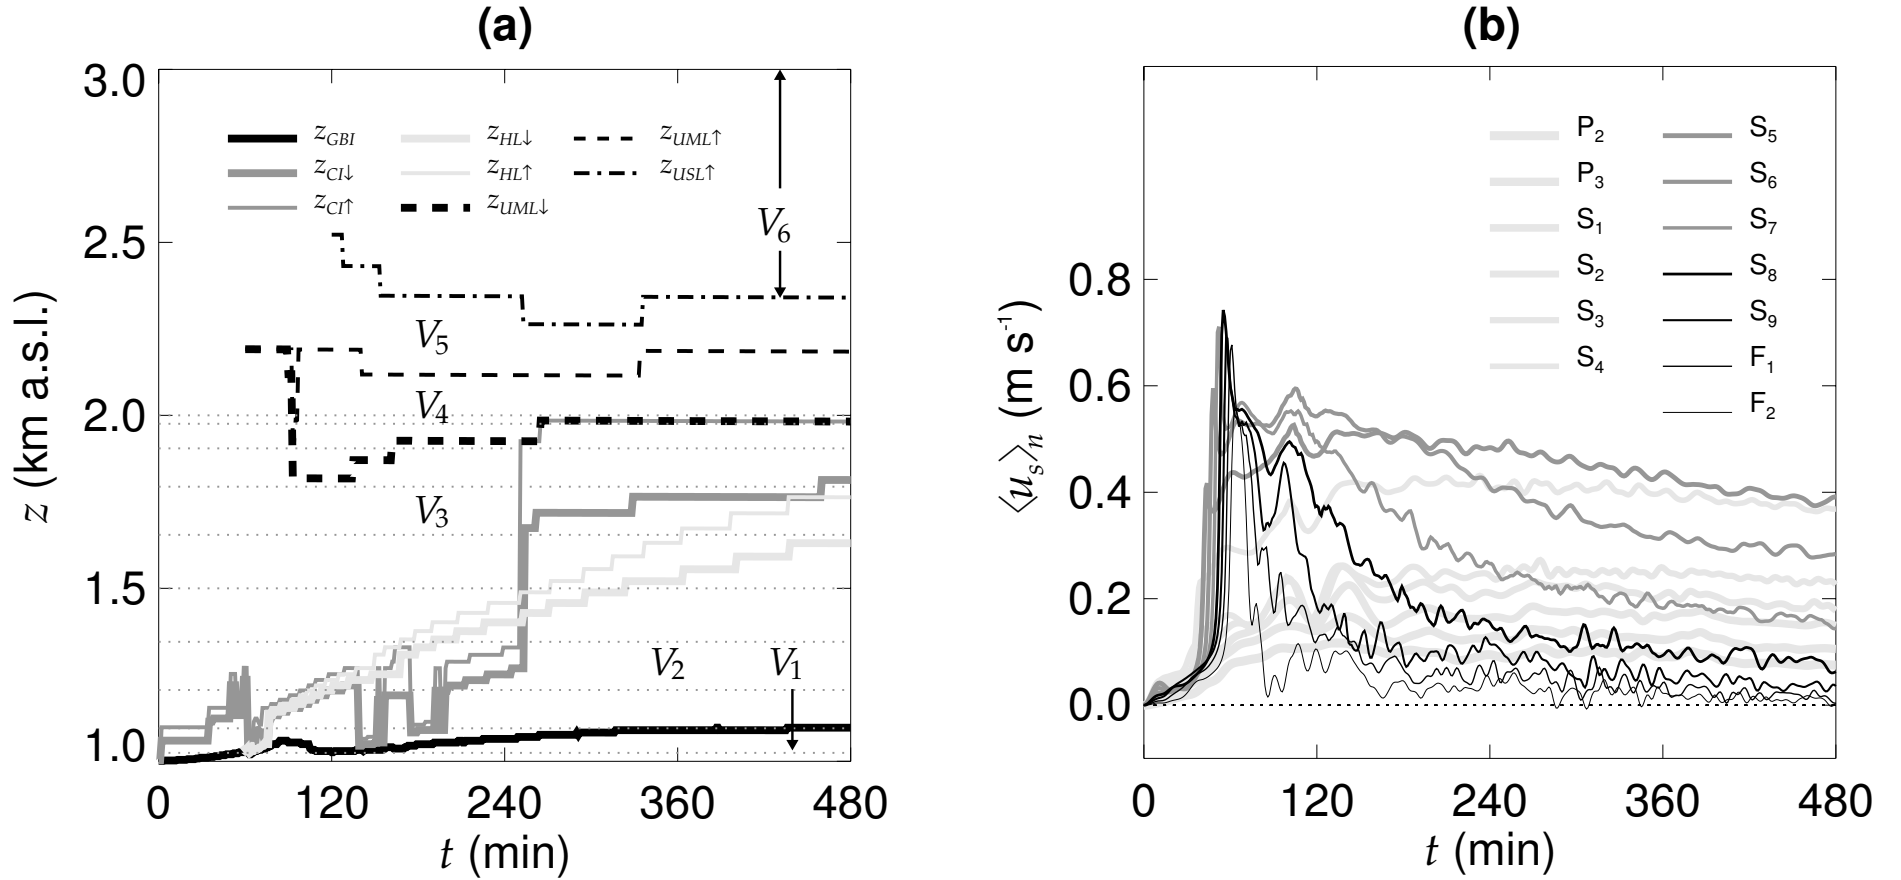 (a)
3.0
2.5
2.0
1.5
1.0
z (km a.s.l.)
z_GBI
z_CI↓
z_CI↑
z_HL↓
z_HL↑
z_UML↓
z_UML↑
z_USL↑
V₆
V₅
V₄
V₃
V₂
V₁
0 120 240 360 480
t (min)
(b)
0.8
0.6
0.4
0.2
0.0
⟨u_s⟩_n (m s⁻¹)
P₂
P₃
S₁
S₂
S₃
S₄
S₅
S₆
S₇
S₈
S₉
F₁
F₂
0 120 240 360 480
t (min)